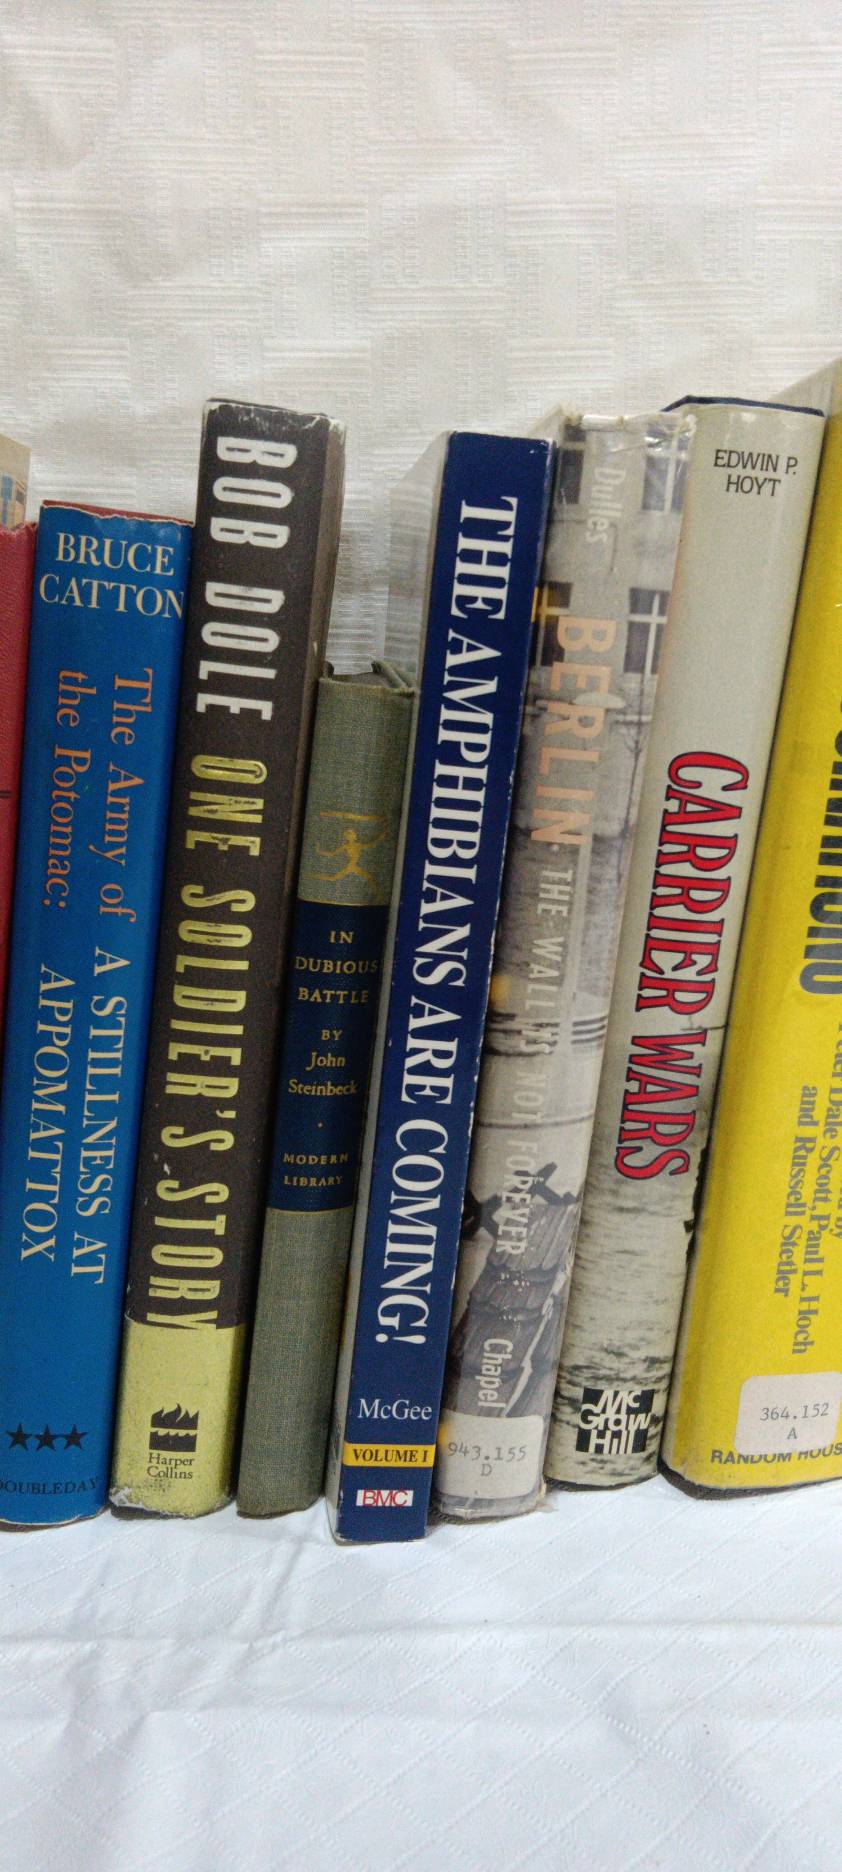 BRUCE
CATTON
The Army of
the Potomac:
A STILLNESS AT
APPOMATTOX
★★★
DOUBLEDAY
BOB DOLE ONE SOLDIER'S STORY
Harper
Collins
IN
DUBIOUS
BATTLE
BY
John
Steinbeck
MODERN
LIBRARY
THE AMPHIBIANS ARE COMING!
McGee
VOLUME I
BMC
Dulles
BERLIN: THE WALL IS NOT FOREVER
Chapel
943.155
D
EDWIN P.
HOYT
CARRIER WARS
Mc
Graw
Hill
Dale Scott, Paul L. Hoch
and Russell Stetler
364.152
A
RANDOM HOUS